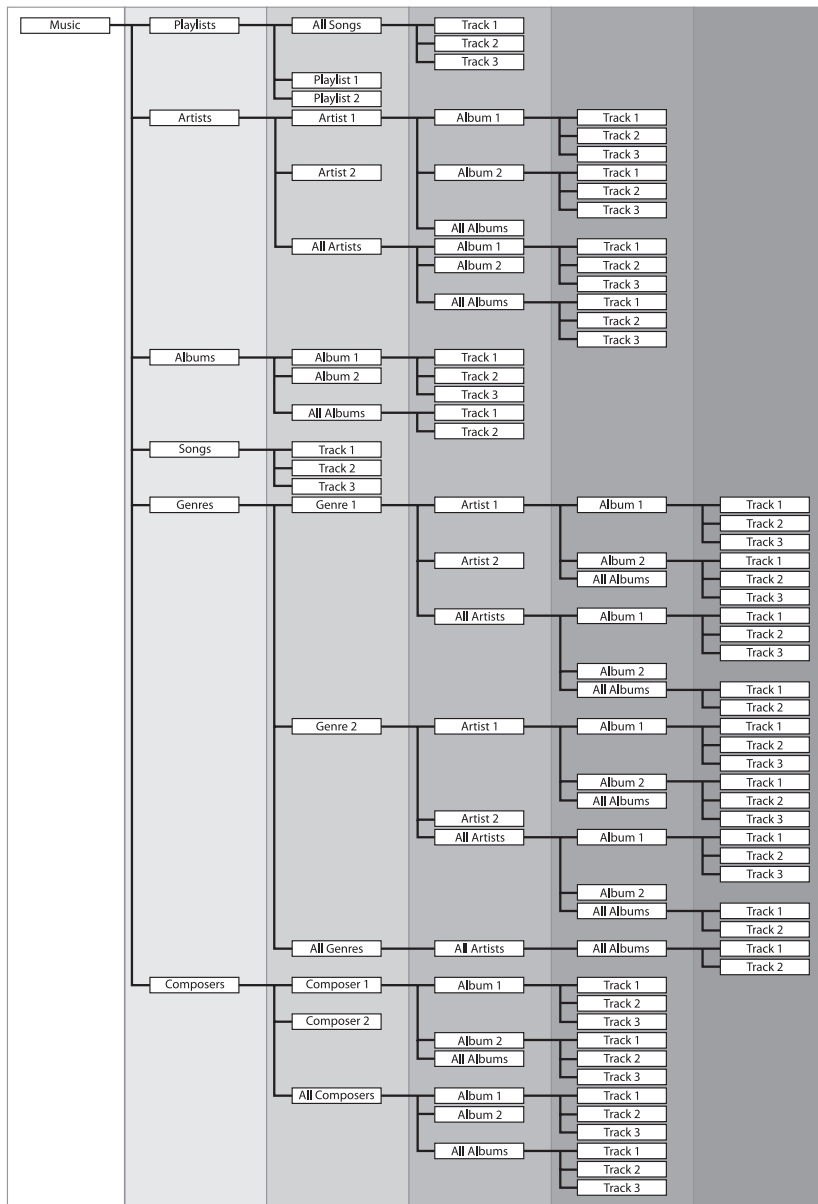 Music Playlists All Songs Track 1
Track 2
Track 3
Playlist 1
Playlist 2
Artists Artist 1 Album 1 Track 1
Track 2
Track 3
Artist 2 Album 2 Track 1
Track 2
Track 3
All Albums
All Artists Album 1 Track 1
Album 2 Track 2
Track 3
All Albums Track 1
Track 2
Track 3
Albums Album 1 Track 1
Album 2 Track 2
Track 3
All Albums Track 1
Track 2
Songs Track 1
Track 2
Track 3
Genres Genre 1 Artist 1 Album 1 Track 1
Track 2
Track 3
Artist 2 Album 2 Track 1
All Albums Track 2
Track 3
All Artists Album 1 Track 1
Track 2
Track 3
Album 2
All Albums Track 1
Track 2
Genre 2 Artist 1 Album 1 Track 1
Track 2
Track 3
Album 2 Track 1
All Albums Track 2
Artist 2 Track 3
All Artists Album 1 Track 1
Track 2
Track 3
Album 2
All Albums Track 1
Track 2
All Genres All Artists All Albums Track 1
Track 2
Composers Composer 1 Album 1 Track 1
Track 2
Composer 2 Track 3
Album 2 Track 1
All Albums Track 2
Track 3
All Composers Album 1 Track 1
Album 2 Track 2
Track 3
All Albums Track 1
Track 2
Track 3